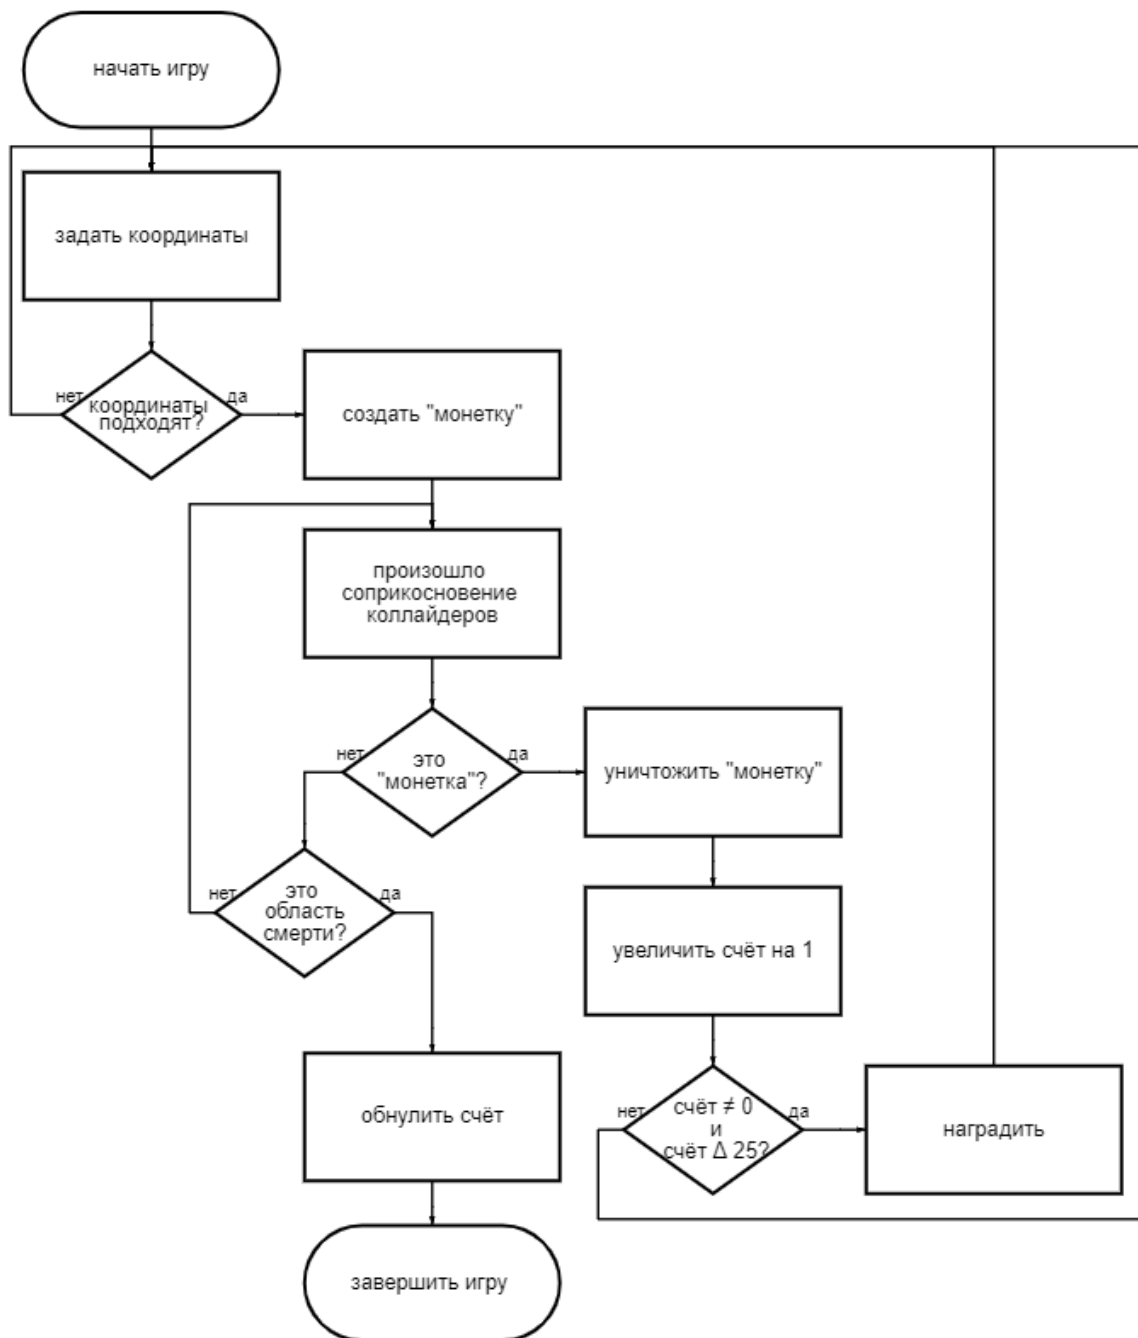 начать игру
задать координаты
нет
координаты
подходят?
да
создать "монетку"
произошло
соприкосновение
коллайдеров
нет
это
"монетка"?
да
уничтожить "монетку"
нет
это
область
смерти?
да
увеличить счёт на 1
обнулить счёт
нет
счёт ≠ 0
и
счёт Δ 25?
да
наградить
завершить игру